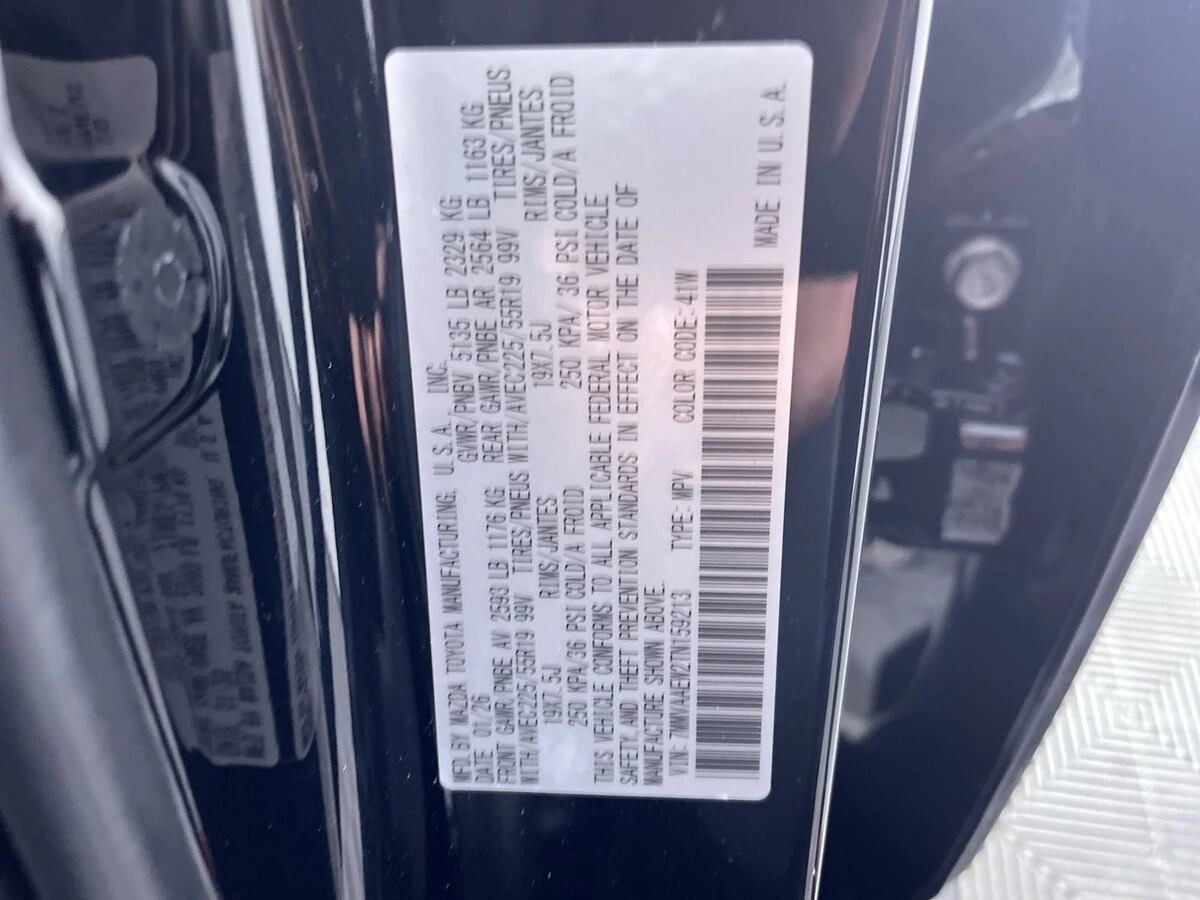 MFD. BY MAZDA TOYOTA MANUFACTURING, U.S.A., INC.
DATE 01/26 GVWR/PNBV 5135 LB 2329 KG
FRONT GAWR/PNBE AV 2593 LB 1176 KG REAR GAWR/PNBE AR 2564 LB 1163 KG
WITH/AVEC225/55R19 99V TIRES/PNEUS WITH/AVEC225/55R19 99V TIRES/PNEUS
19X7.5J RIMS/JANTES 19X7.5J RIMS/JANTES
250 KPA/36 PSI COLD/A FROID 250 KPA/36 PSI COLD/A FROID
THIS VEHICLE CONFORMS TO ALL APPLICABLE FEDERAL MOTOR VEHICLE
SAFETY, AND THEFT PREVENTION STANDARDS IN EFFECT ON THE DATE OF
MANUFACTURE SHOWN ABOVE.
VIN: 7MMVAAEW2TN159213 TYPE: MPV COLOR CODE: 41W
MADE IN U.S.A.